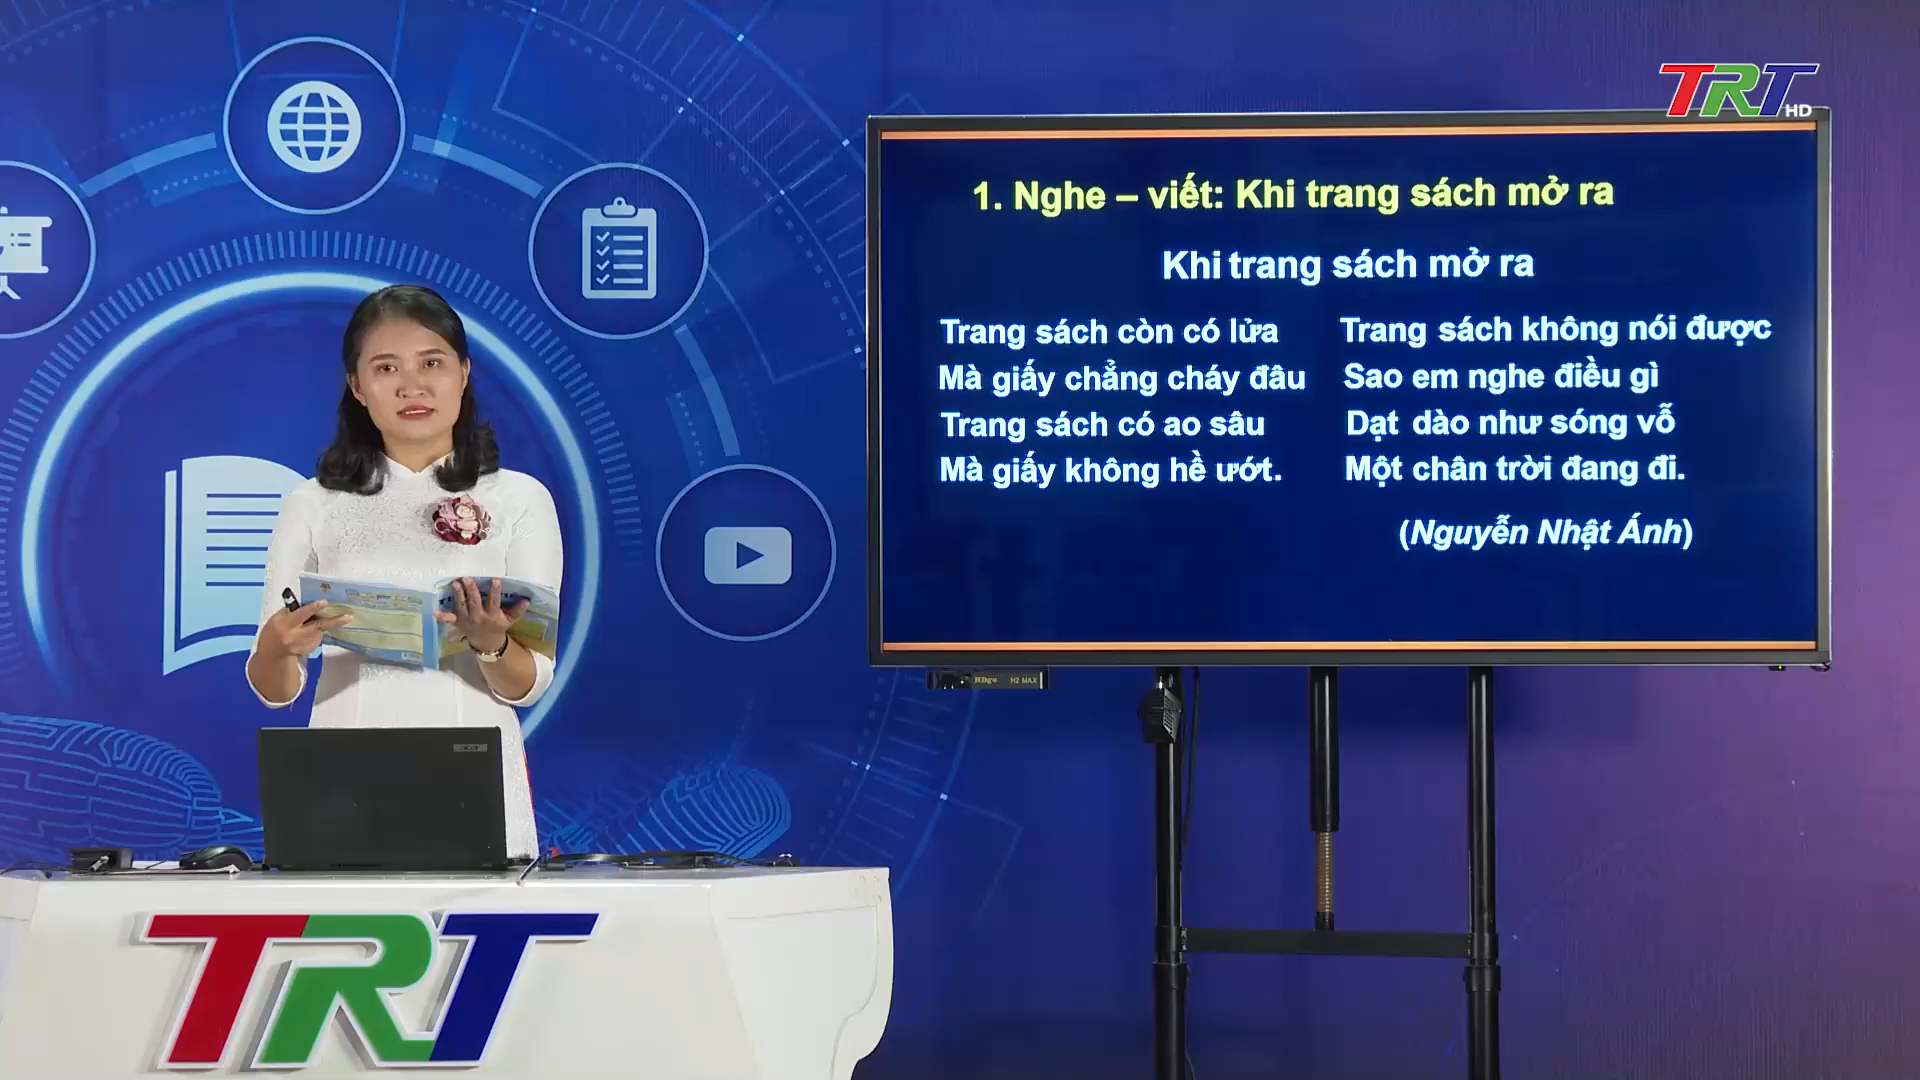 TRT HD
1. Nghe – viết: Khi trang sách mở ra
Khi trang sách mở ra
Trang sách còn có lửa
Mà giấy chẳng cháy đâu
Trang sách có ao sâu
Mà giấy không hề ướt.
Trang sách không nói được
Sao em nghe điều gì
Dạt dào như sóng vỗ
Một chân trời đang đi.
(Nguyễn Nhật Ánh)
HDgo H2 MAX
TRT